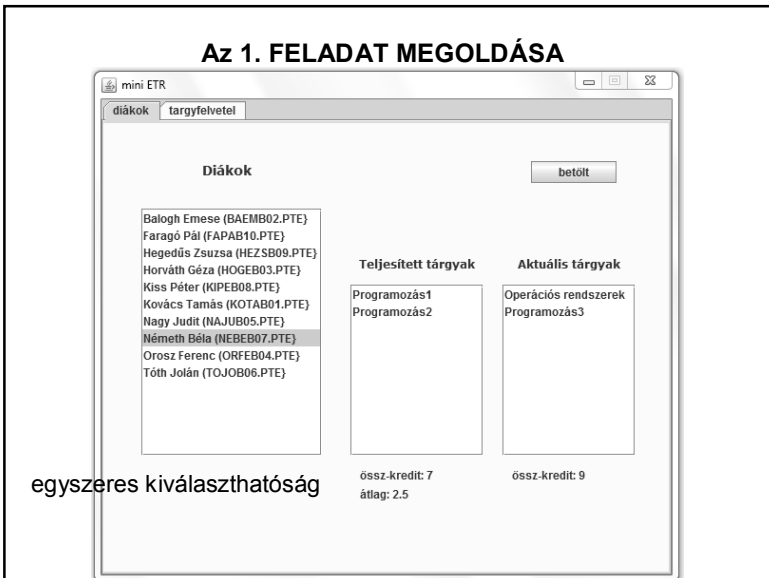 Az 1. FELADAT MEGOLDÁSA
mini ETR
diákok targyfelvetel
Diákok
betölt
Balogh Emese (BAEMB02.PTE}
Faragó Pál (FAPAB10.PTE}
Hegedűs Zsuzsa (HEZSB09.PTE}
Horváth Géza (HOGEB03.PTE}
Kiss Péter (KIPEB08.PTE}
Kovács Tamás (KOTAB01.PTE}
Nagy Judit (NAJUB05.PTE}
Németh Béla (NEBEB07.PTE}
Orosz Ferenc (ORFEB04.PTE}
Tóth Jolán (TOJOB06.PTE}
Teljesített tárgyak
Programozás1
Programozás2
Aktuális tárgyak
Operációs rendszerek
Programozás3
egyszeres kiválaszthatóság
össz-kredit: 7
átlag: 2.5
össz-kredit: 9